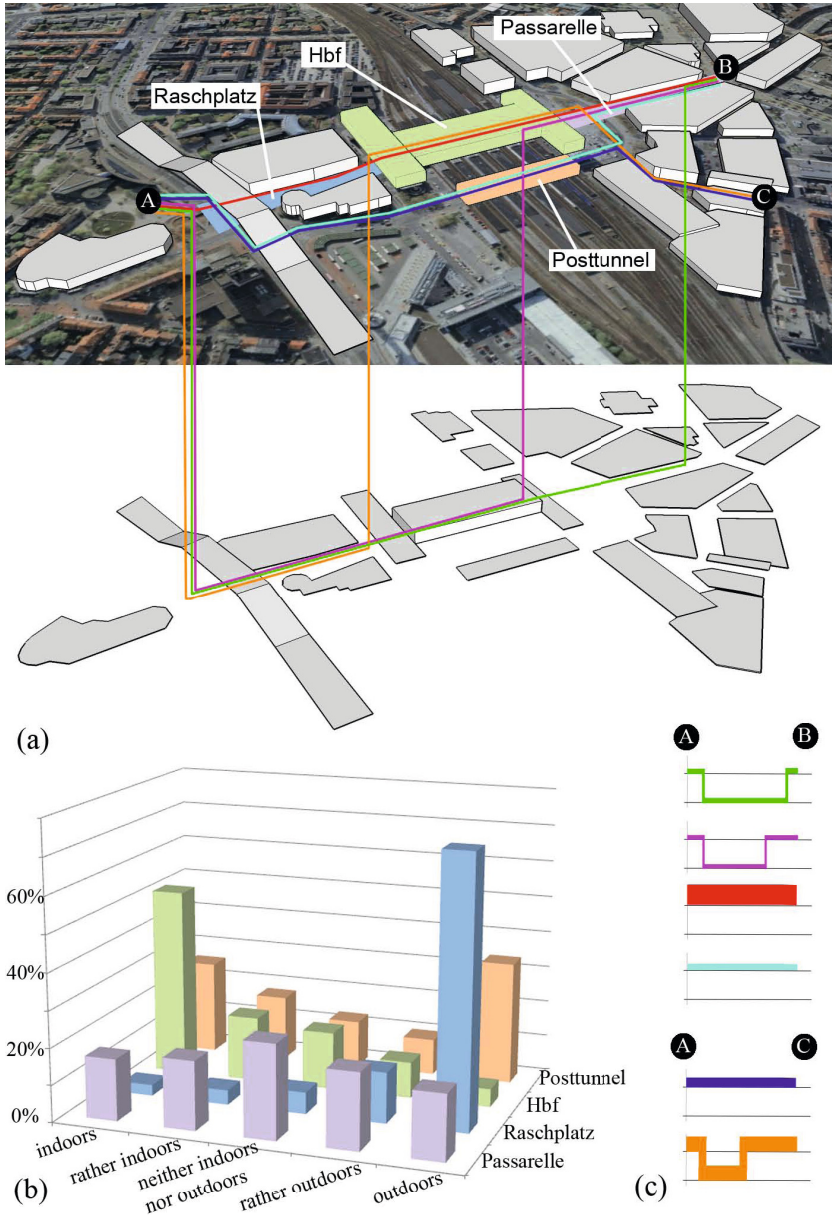 Passarelle
Hbf
Raschplatz
B
A
C
Posttunnel
(a)
A B
60%
40%
20%
0%
A C
Posttunnel
Hbf
Raschplatz
Passarelle
indoors
rather indoors
neither indoors
nor outdoors
rather outdoors
outdoors
(b)
(c)